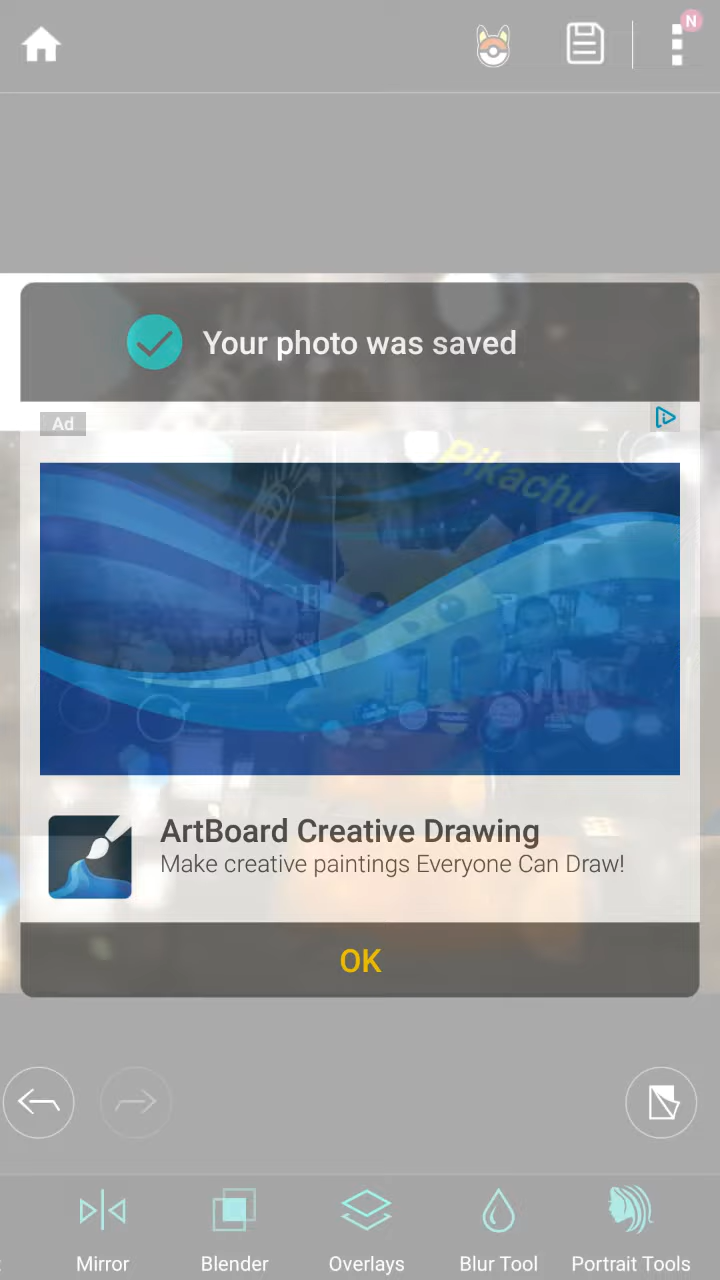 N
Your photo was saved
Ad
Pikachu
ArtBoard Creative Drawing
Make creative paintings Everyone Can Draw!
OK
Mirror
Blender
Overlays
Blur Tool
Portrait Tools